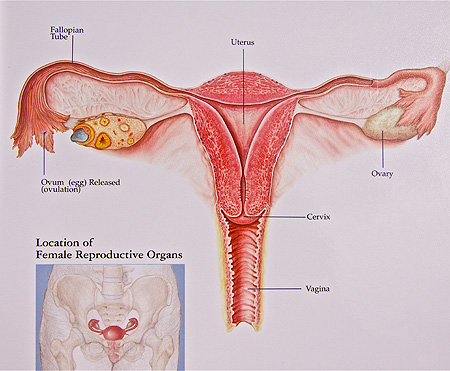 Fallopian
Tube
Uterus
Ovum (egg) Released
(ovulation)
Ovary
Cervix
Vagina
Location of
Female Reproductive Organs